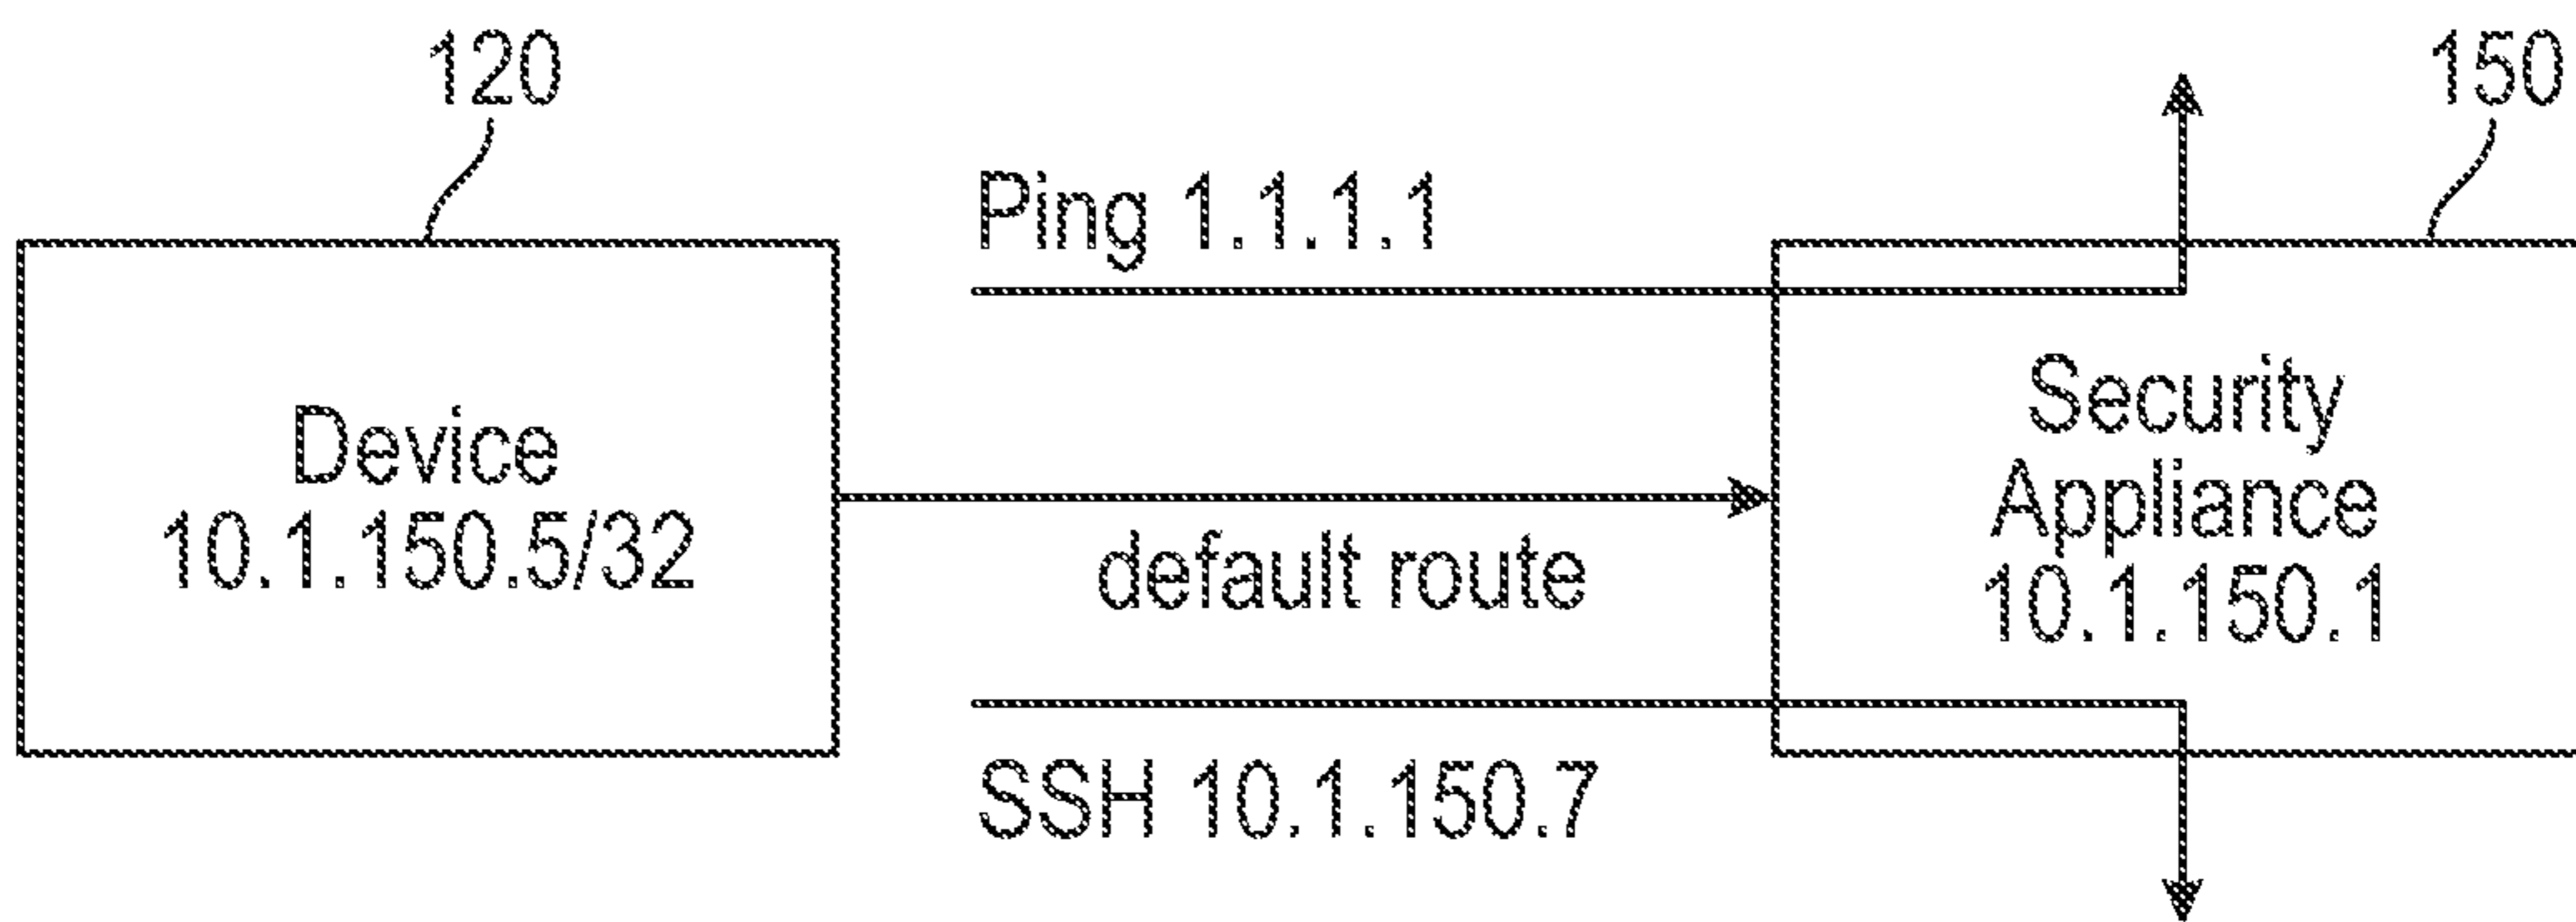 120
150
Ping 1.1.1.1
Device
10.1.150.5/32
default route
Security
Appliance
10.1.150.1
SSH 10.1.150.7